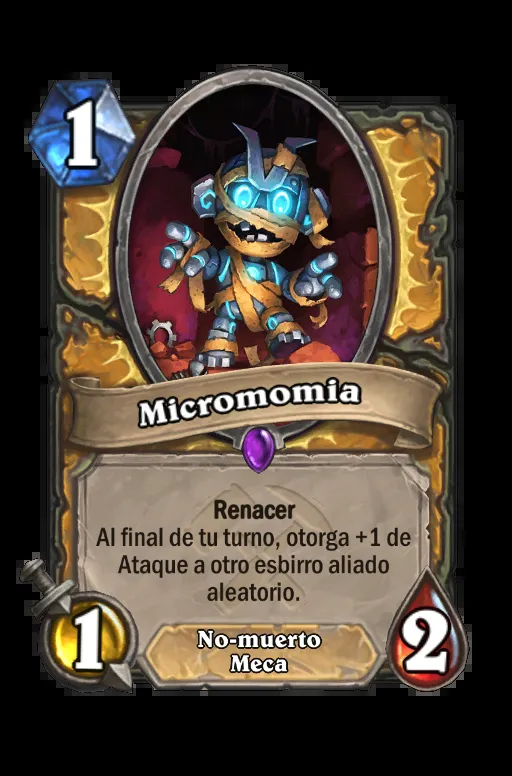 1
Micromomia
Renacer
Al final de tu turno, otorga +1 de
Ataque a otro esbirro aliado
aleatorio.
1
No-muerto
Meca
2